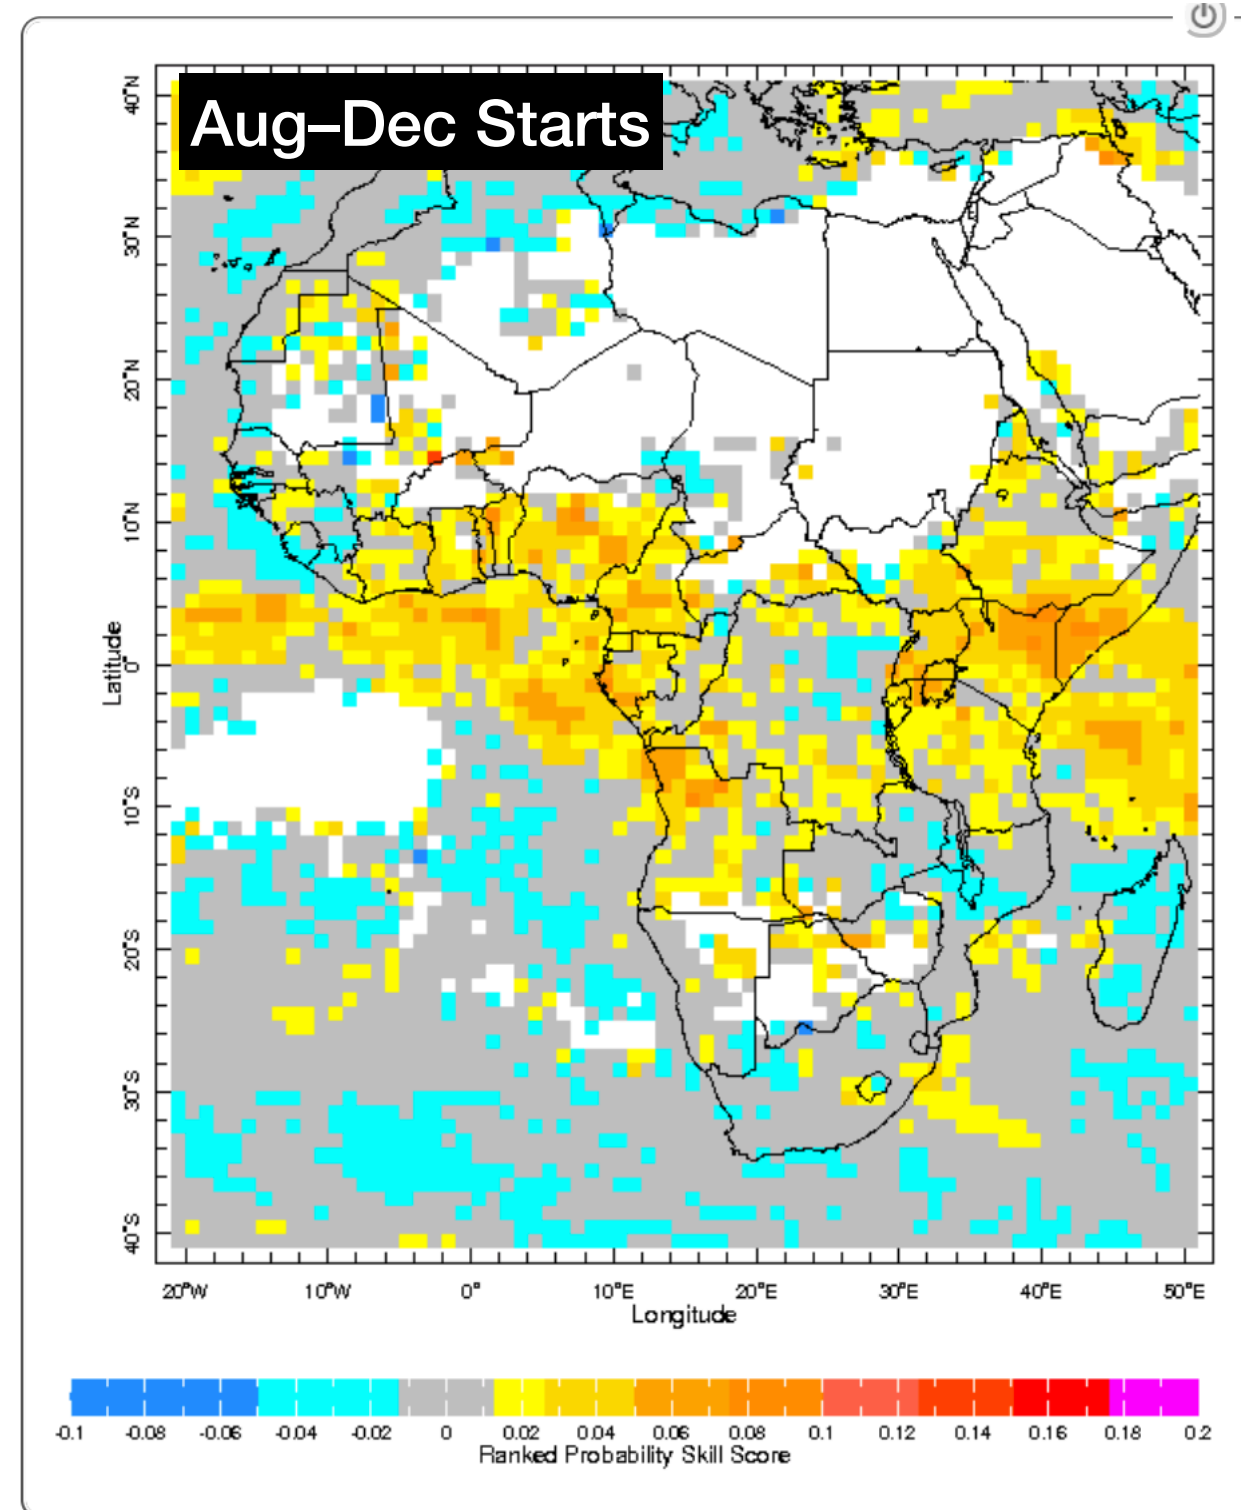 Aug–Dec Starts
40°N
30°N
20°N
10°N
0°
10°S
20°S
30°S
40°S
Latitude
20°W 10°W 0° 10°E 20°E 30°E 40°E 50°E
Longitude
-0.1 -0.08 -0.06 -0.04 -0.02 0 0.02 0.04 0.06 0.08 0.1 0.12 0.14 0.16 0.18 0.2
Ranked Probability Skill Score